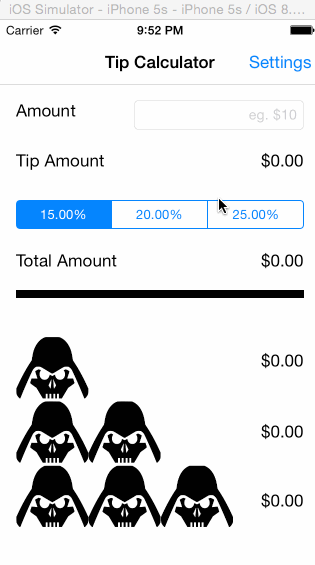 iOS Simulator - iPhone 5s - iPhone 5s / iOS 8....
Carrier 9:52 PM
Tip Calculator Settings
Amount eg. $10
Tip Amount $0.00
15.00% 20.00% 25.00%
Total Amount $0.00
$0.00
$0.00
$0.00